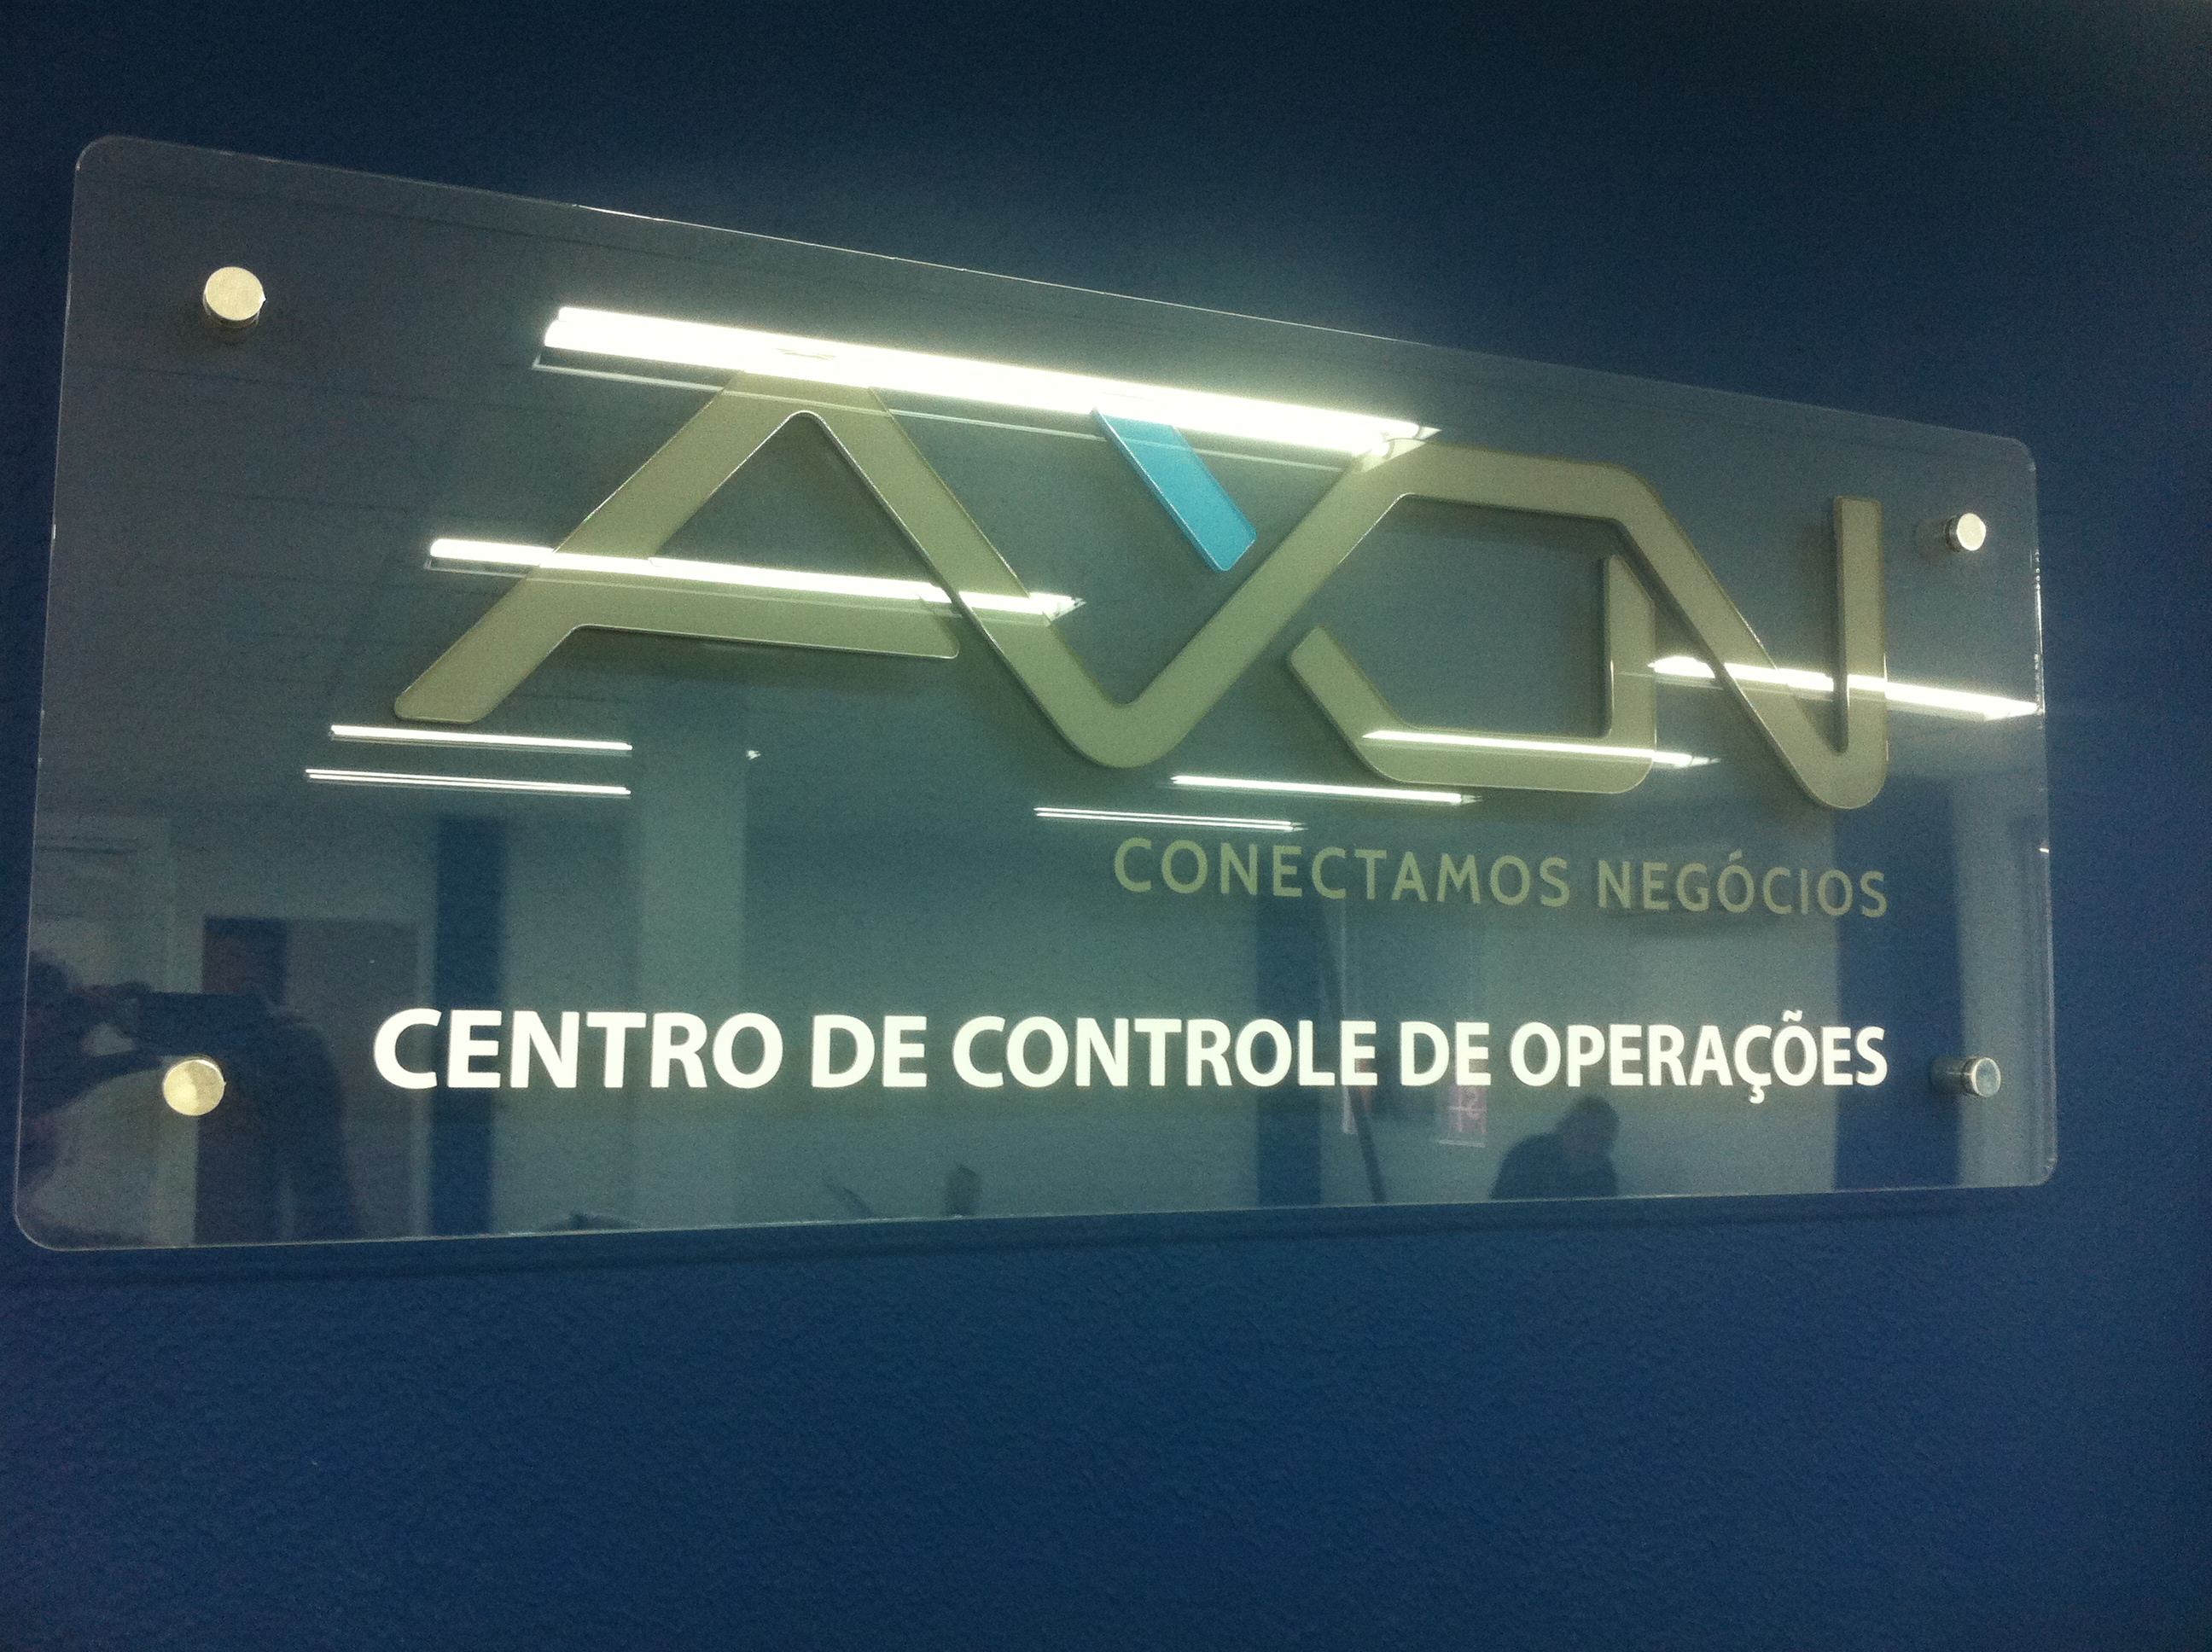 AVON
CONECTAMOS NEGÓCIOS
CENTRO DE CONTROLE DE OPERAÇÕES